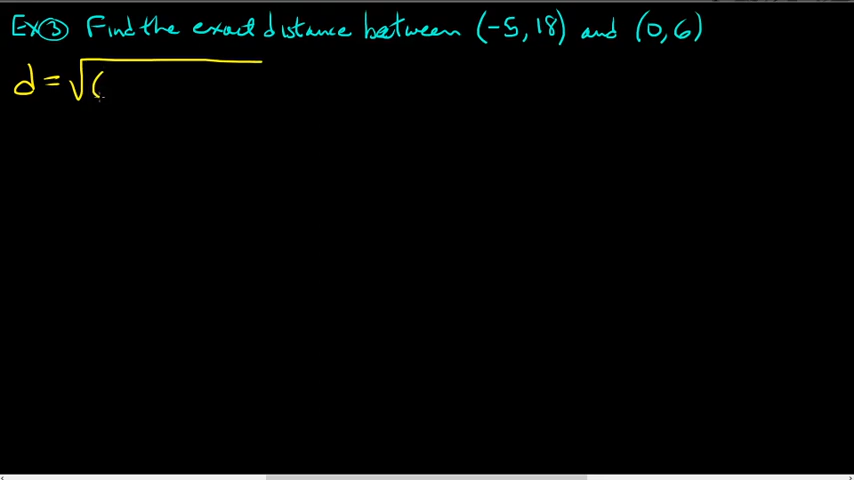 Ex③ Find the exact distance between (-5, 18) and (0, 6)
d = √(